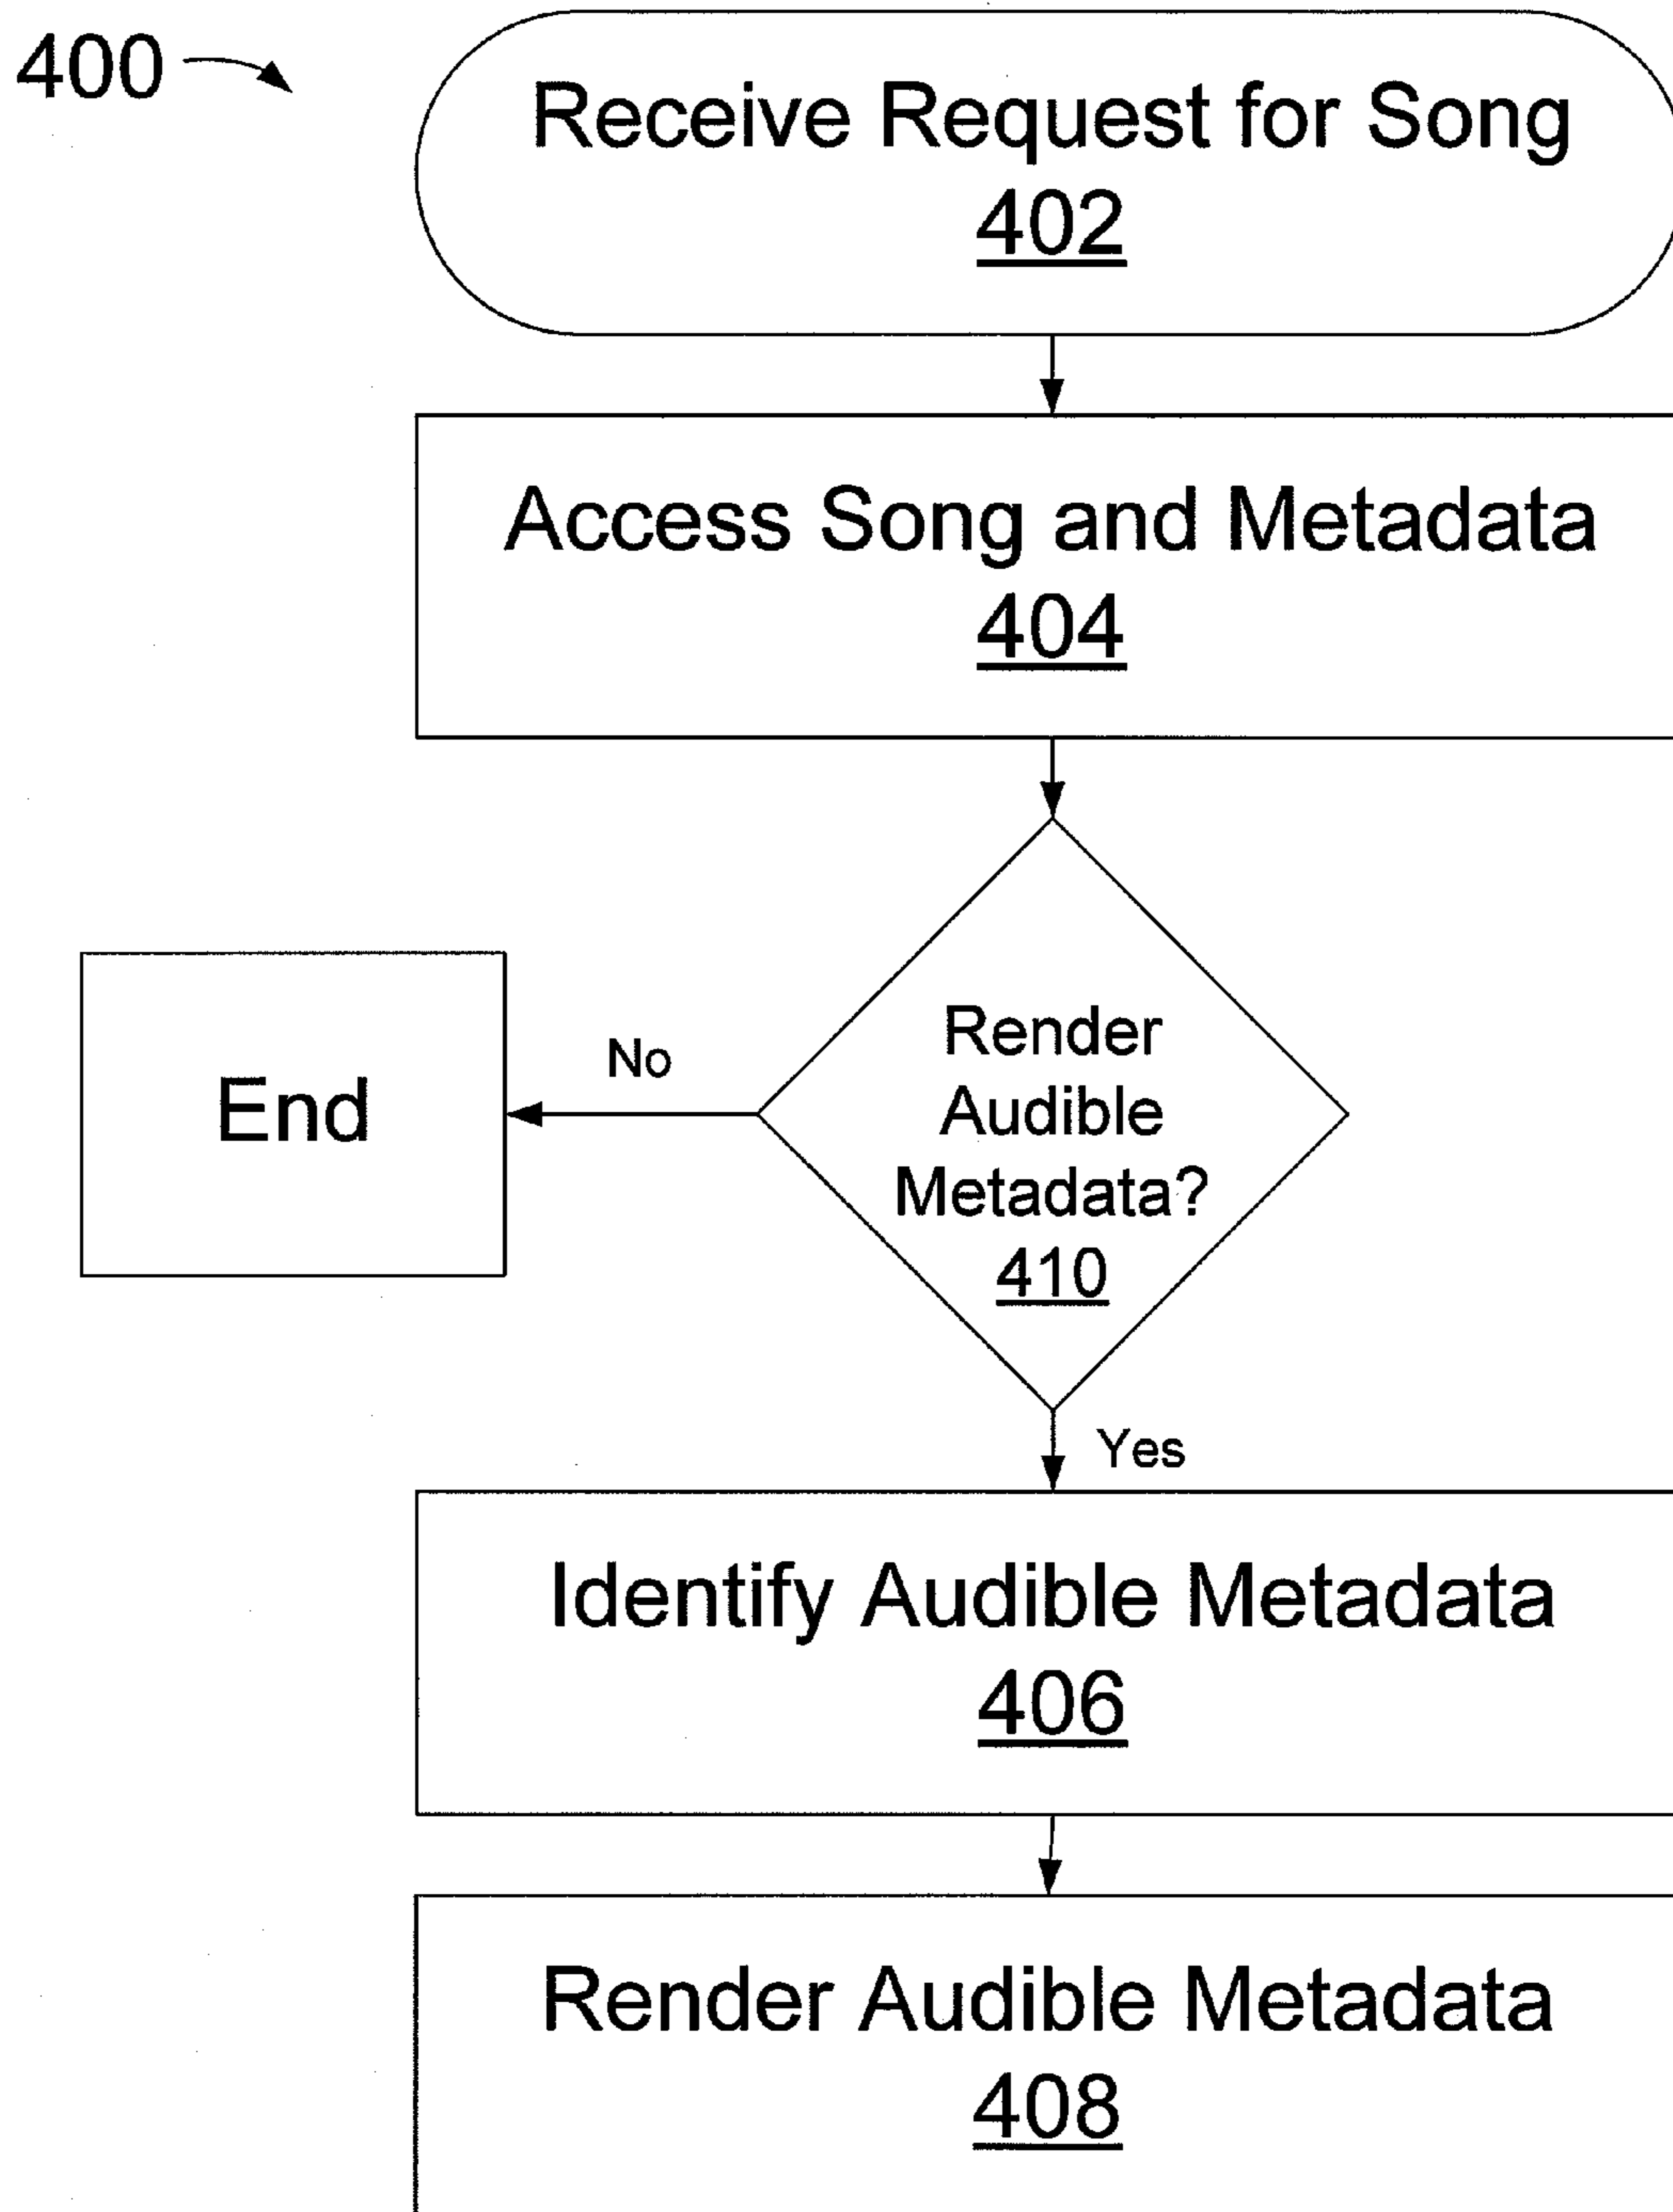 400
Receive Request for Song
402
Access Song and Metadata
404
Render
Audible
Metadata?
410
No
End
Yes
Identify Audible Metadata
406
Render Audible Metadata
408